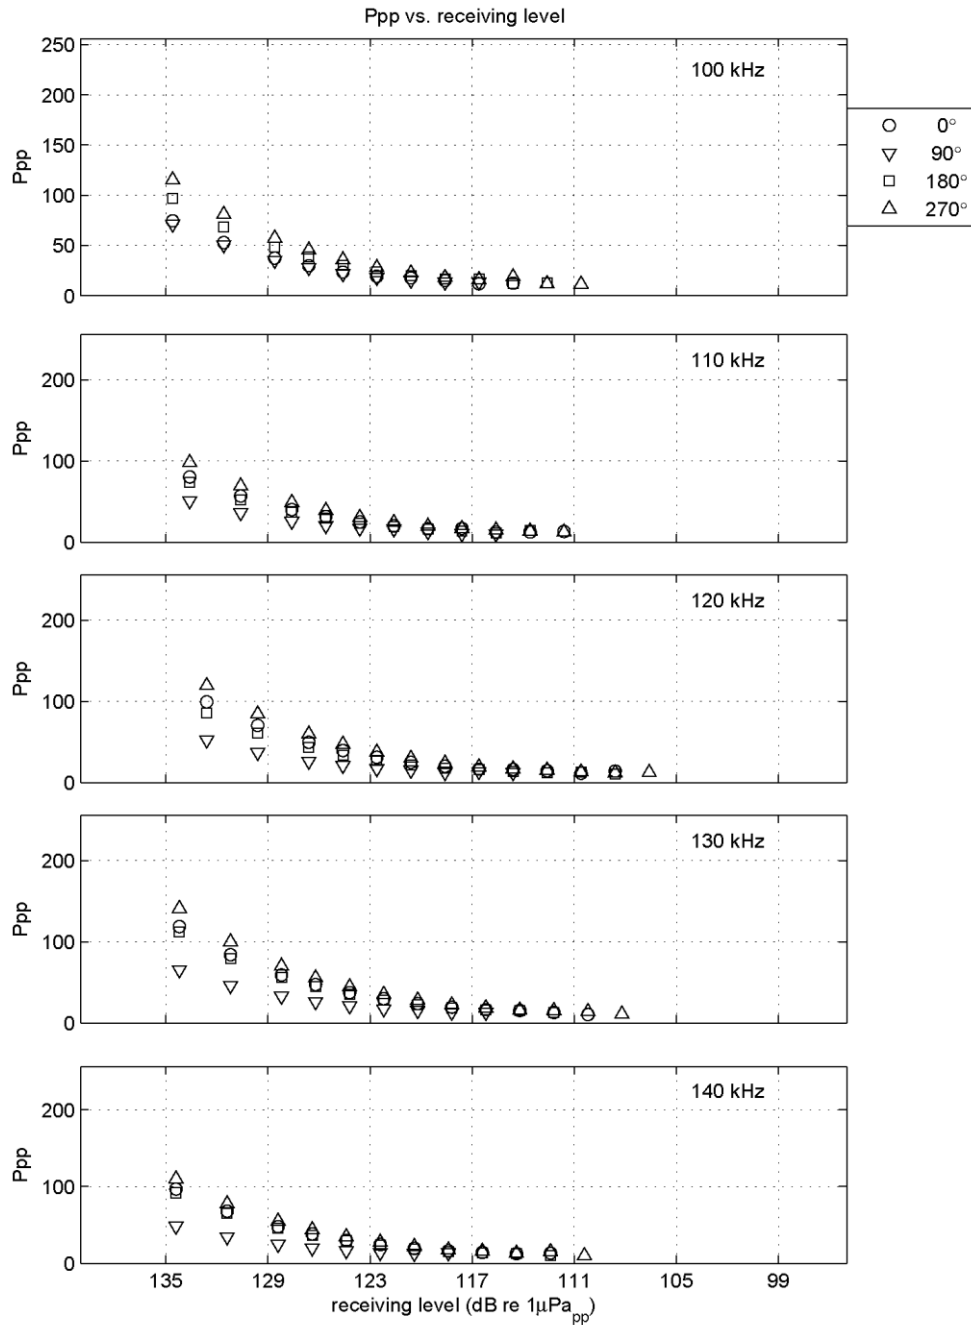 Ppp vs. receiving level
250
200
150
100
50
0
Ppp
100 kHz
0°
90°
180°
270°
200
100
0
Ppp
110 kHz
200
100
0
Ppp
120 kHz
200
100
0
Ppp
130 kHz
200
100
0
Ppp
140 kHz
135 129 123 117 111 105 99
receiving level (dB re 1μPa_pp)